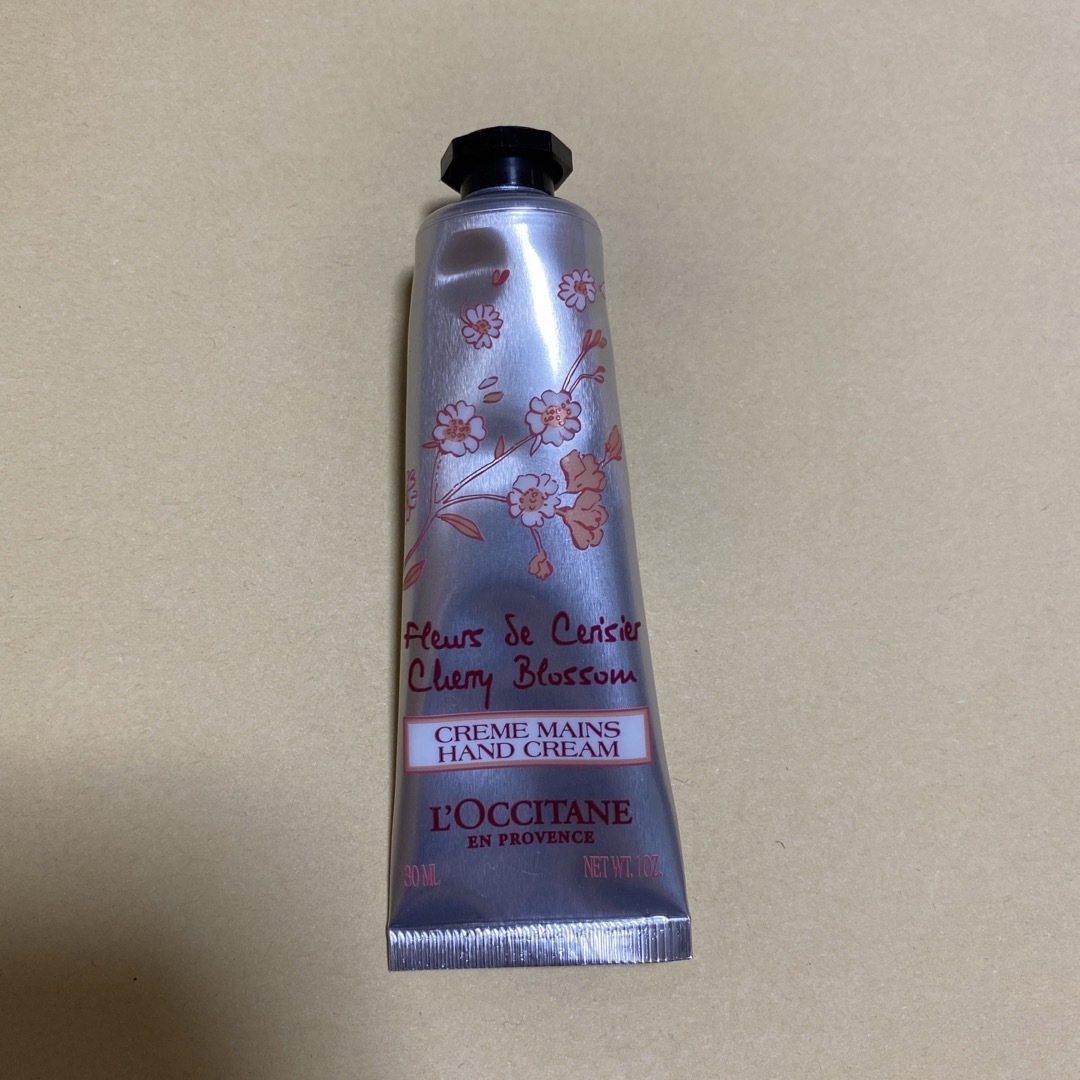 Fleurs de Cerisier
Cherry Blossom
CREME MAINS
HAND CREAM
L'OCCITANE
EN PROVENCE
30 ML NET WT. 1 OZ.